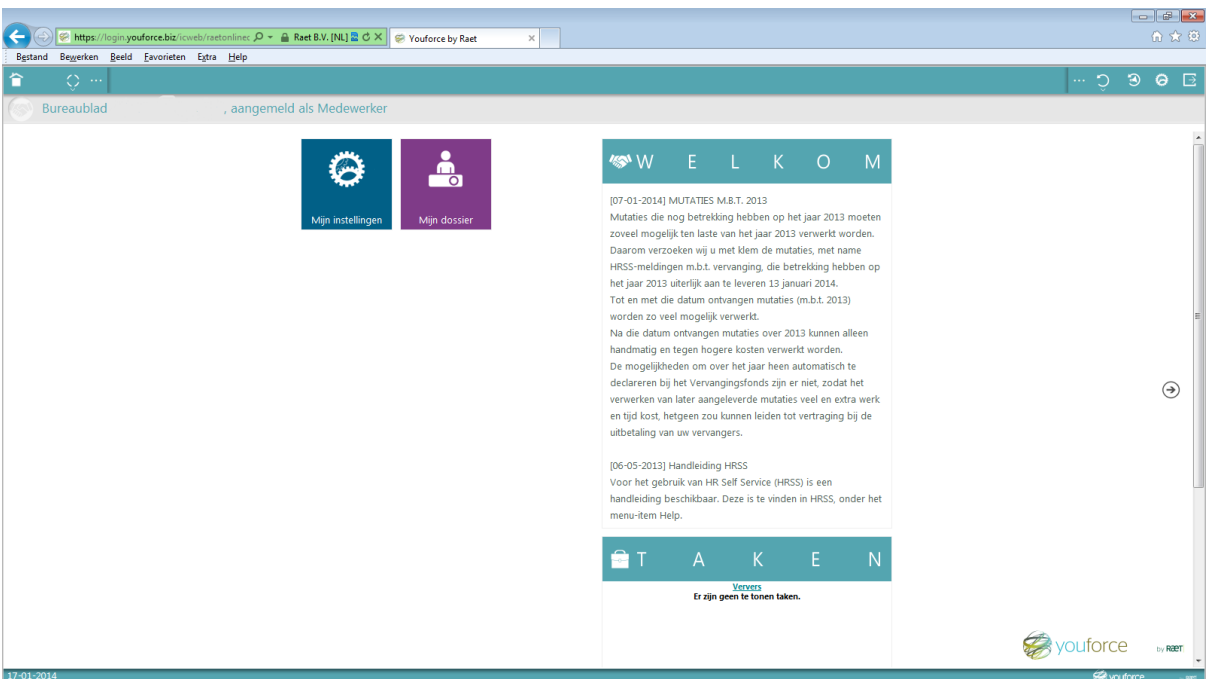 https://login.youforce.biz/icweb/raetonlinec
Raet B.V. [NL]
Youforce by Raet
Bestand Bewerken Beeld Favorieten Extra Help
Bureaublad , aangemeld als Medewerker
Mijn instellingen
Mijn dossier
WELKOM
[07-01-2014] MUTATIES M.B.T. 2013
Mutaties die nog betrekking hebben op het jaar 2013 moeten
zoveel mogelijk ten laste van het jaar 2013 verwerkt worden.
Daarom verzoeken wij u met klem de mutaties, met name
HRSS-meldingen m.b.t. vervanging, die betrekking hebben op
het jaar 2013 uiterlijk aan te leveren 13 januari 2014.
Tot en met die datum ontvangen mutaties (m.b.t. 2013)
worden zo veel mogelijk verwerkt.
Na die datum ontvangen mutaties over 2013 kunnen alleen
handmatig en tegen hogere kosten verwerkt worden.
De mogelijkheden om over het jaar heen automatisch te
declareren bij het Vervangingsfonds zijn er niet, zodat het
verwerken van later aangeleverde mutaties veel en extra werk
en tijd kost, hetgeen zou kunnen leiden tot vertraging bij de
uitbetaling van uw vervangers.
[06-05-2013] Handleiding HRSS
Voor het gebruik van HR Self Service (HRSS) is een
handleiding beschikbaar. Deze is te vinden in HRSS, onder het
menu-item Help.
TAKEN
Ververs
Er zijn geen te tonen taken.
youforce by Raet
17-01-2014
youforce